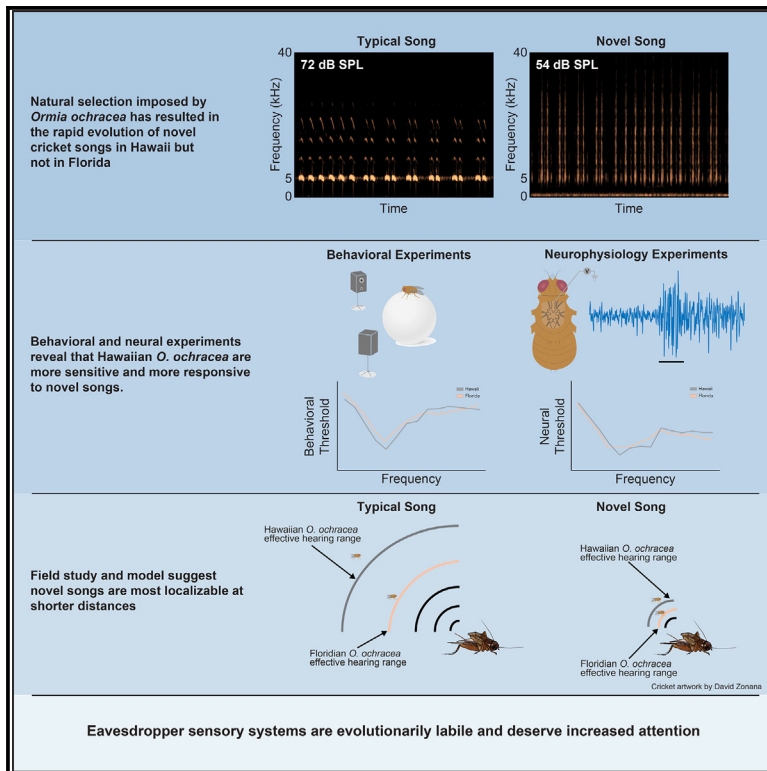 Natural selection imposed by
Ormia ochracea has resulted in
the rapid evolution of novel
cricket songs in Hawaii but
not in Florida
Typical Song
Novel Song
40
72 dB SPL
Frequency (kHz)
5
0
Time
40
54 dB SPL
Frequency (kHz)
5
0
Time
Behavioral and neural experiments
reveal that Hawaiian O. ochracea are
more sensitive and more responsive
to novel songs.
Behavioral Experiments
Neurophysiology Experiments
V
Hawaii
Florida
Behavioral
Threshold
Frequency
Hawaii
Florida
Neural
Threshold
Frequency
Field study and model suggest
novel songs are most localizable at
shorter distances
Typical Song
Hawaiian O. ochracea
effective hearing range
Floridian O. ochracea
effective hearing range
Novel Song
Hawaiian O. ochracea
effective hearing range
Floridian O. ochracea
effective hearing range
Cricket artwork by David Zonana
Eavesdropper sensory systems are evolutionarily labile and deserve increased attention